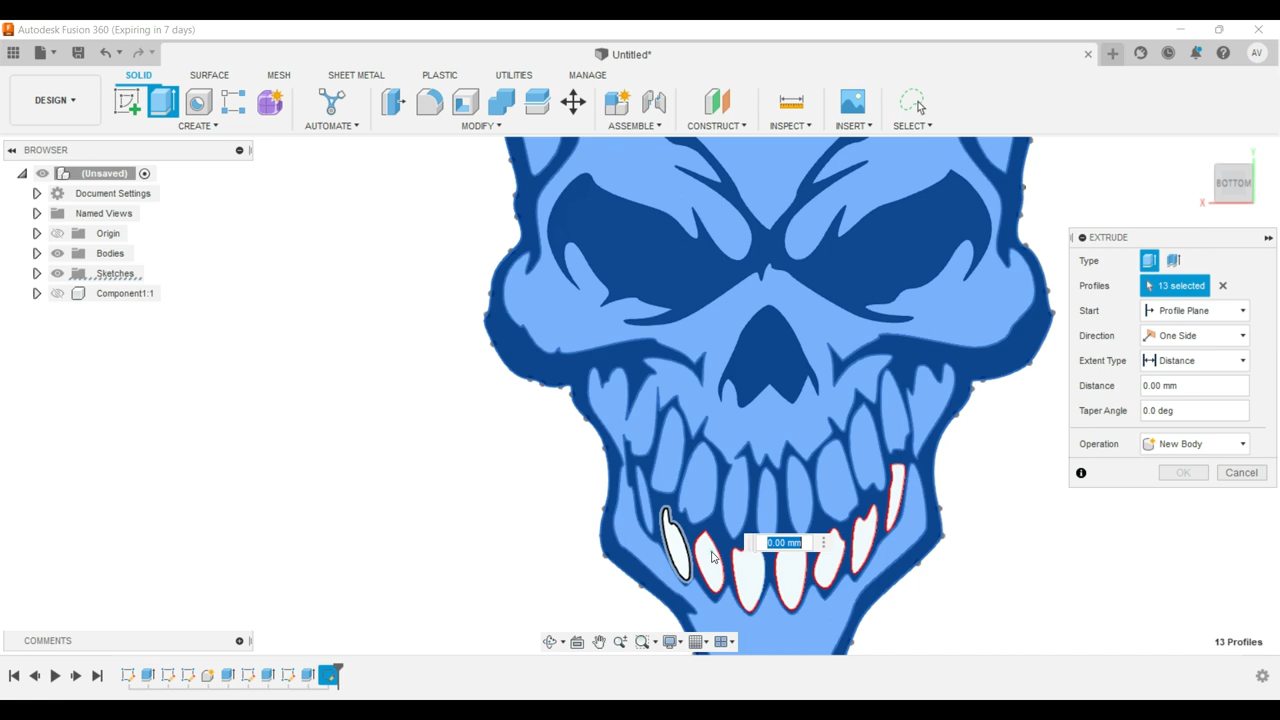 Autodesk Fusion 360 (Expiring in 7 days)
Untitled*
AV
SOLID SURFACE MESH SHEET METAL PLASTIC UTILITIES MANAGE
DESIGN
CREATE AUTOMATE MODIFY ASSEMBLE CONSTRUCT INSPECT INSERT SELECT
BROWSER
(Unsaved)
Document Settings
Named Views
Origin
Bodies
Sketches
Component1:1
Y
BOTTOM
X
EXTRUDE
Type
Profiles 13 selected
Start Profile Plane
Direction One Side
Extent Type Distance
Distance 0.00 mm
Taper Angle 0.0 deg
Operation New Body
OK Cancel
0.00 mm
COMMENTS
13 Profiles